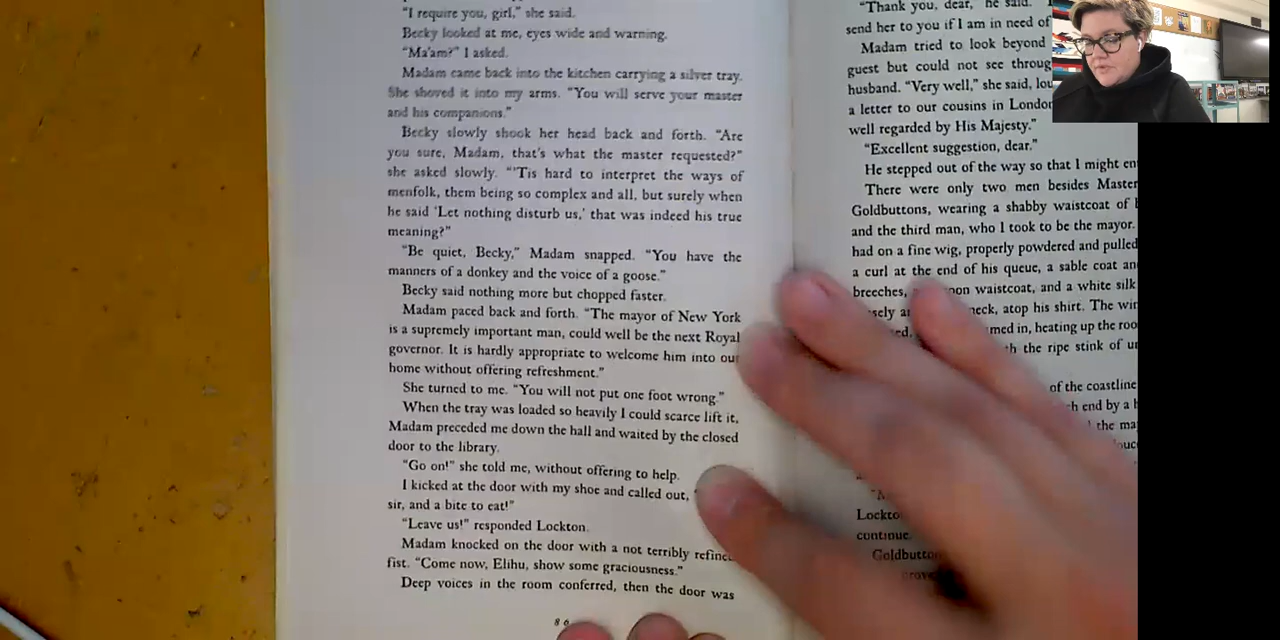 "I require you, girl," she said.
Becky looked at me, eyes wide and warning.
"Ma'am?" I asked.
Madam came back into the kitchen carrying a silver tray.
She shoved it into my arms. "You will serve your master
and his companions."
Becky slowly shook her head back and forth. "Are
you sure, Madam, that's what the master requested?"
she asked slowly. "'Tis hard to interpret the ways of
menfolk, them being so complex and all, but surely when
he said 'Let nothing disturb us,' that was indeed his true
meaning?"
"Be quiet, Becky," Madam snapped. "You have the
manners of a donkey and the voice of a goose."
Becky said nothing more but chopped faster.
Madam paced back and forth. "The mayor of New York
is a supremely important man, could well be the next Royal
governor. It is hardly appropriate to welcome him into our
home without offering refreshment."
She turned to me. "You will not put one foot wrong."
When the tray was loaded so heavily I could scarce lift it,
Madam preceded me down the hall and waited by the closed
door to the library.
"Go on!" she told me, without offering to help.
I kicked at the door with my shoe and called out,
sir, and a bite to eat!"
"Leave us!" responded Lockton.
Madam knocked on the door with a not terribly refined
fist. "Come now, Elihu, show some graciousness."
Deep voices in the room conferred, then the door was
86
"Thank you, dear," he said.
send her to you if I am in need of
Madam tried to look beyond
guest but could not see
husband. "Very well," she said,
a letter to our cousins in London
well regarded by His Majesty."
"Excellent suggestion, dear."
He stepped out of the way so that I might
There were only two men besides Master
Goldbuttons, wearing a shabby waistcoat of
and the third man, who I took to be the mayor.
had on a fine wig, properly powdered and pulled
a curl at the end of his queue, a sable coat
breeches, waistcoat, and a white silk
neck, atop his shirt. The
in, heating up the
the ripe stink of
of the coastline
end by a
the
continue.